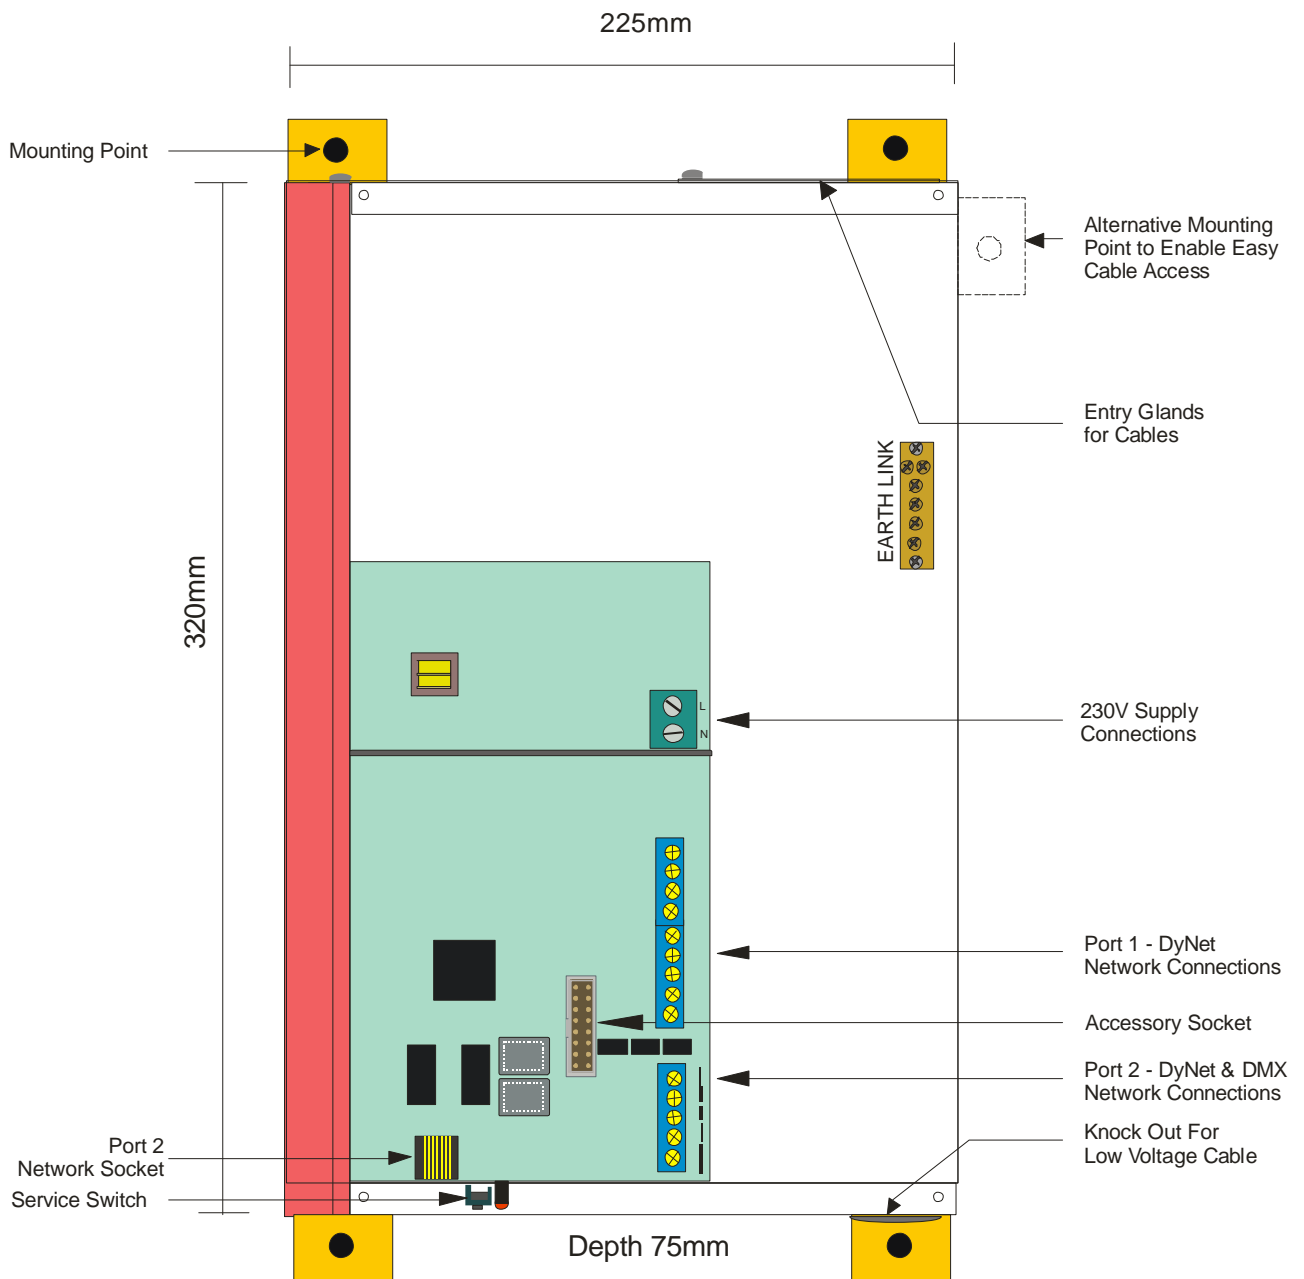 225mm
Mounting Point
Alternative Mounting
Point to Enable Easy
Cable Access
Entry Glands
for Cables
EARTH LINK
320mm
L
N
230V Supply
Connections
Port 1 - DyNet
Network Connections
Accessory Socket
Port 2 - DyNet & DMX
Network Connections
Knock Out For
Low Voltage Cable
Port 2
Network Socket
Service Switch
Depth 75mm